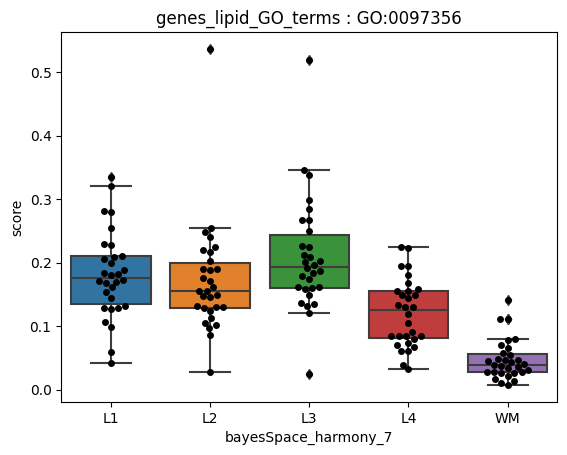 genes_lipid_GO_terms : GO:0097356
score
0.5
0.4
0.3
0.2
0.1
0.0
L1 L2 L3 L4 WM
bayesSpace_harmony_7